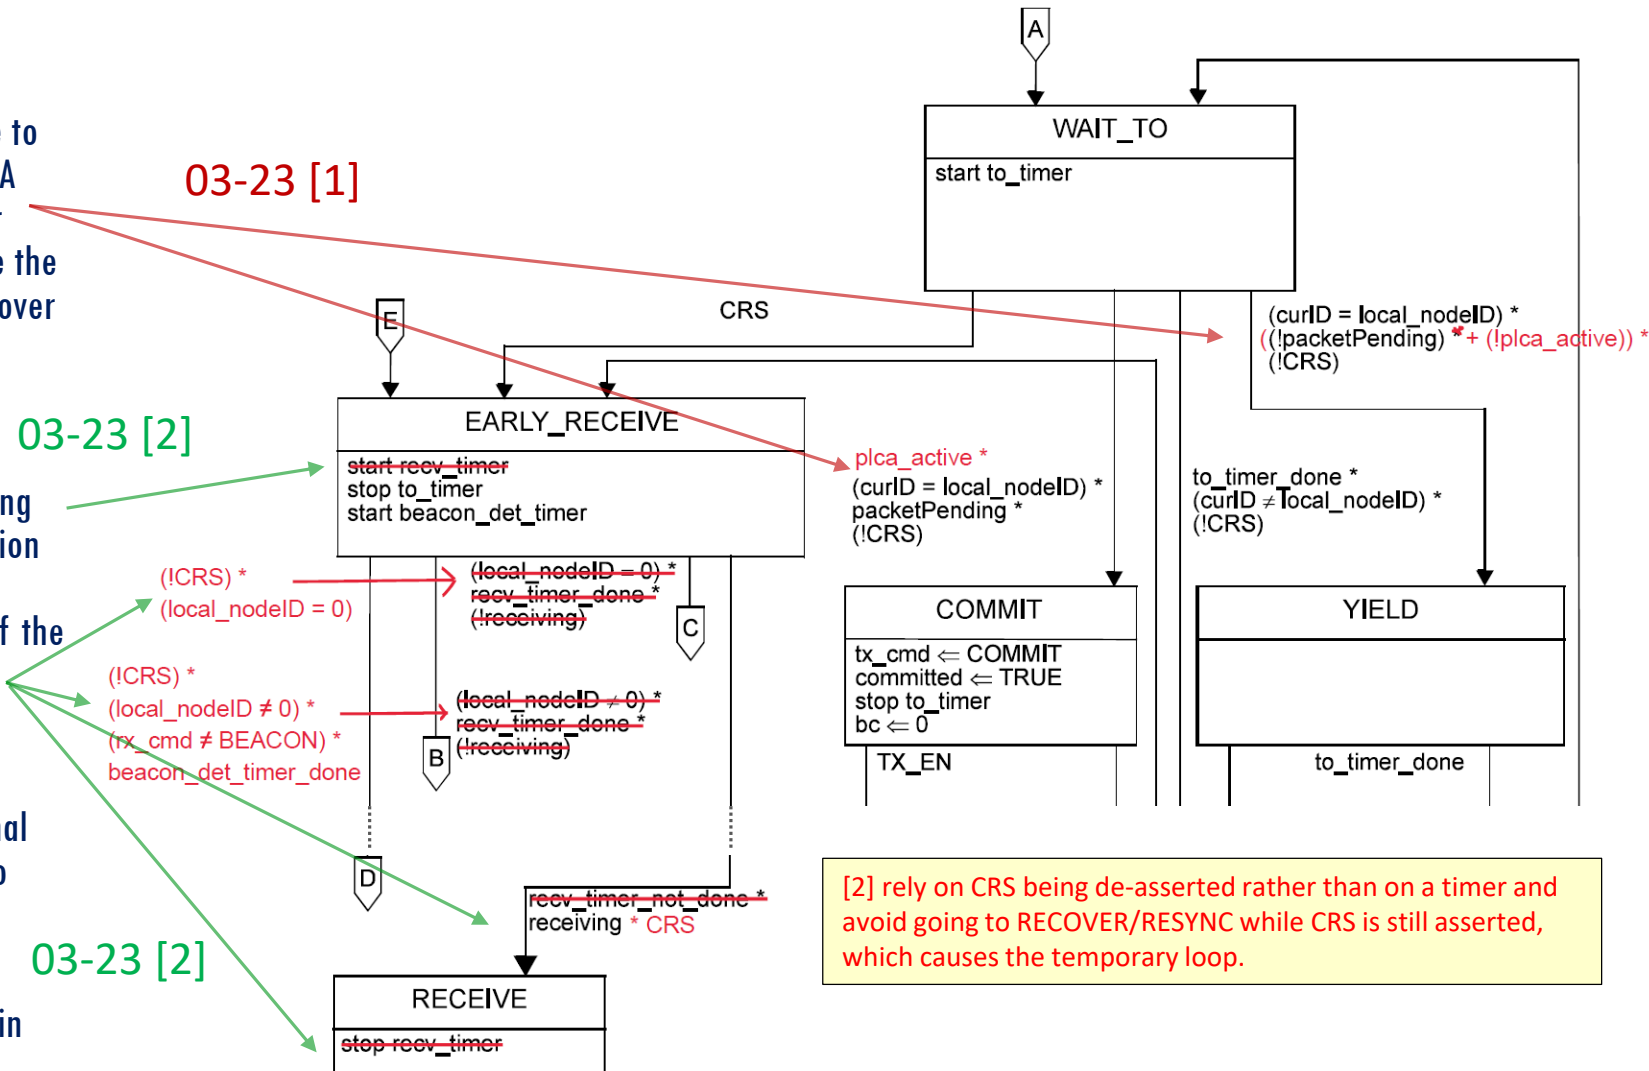 A
WAIT_TO
start to_timer
e to
A
03-23 [1]
e the
over
E
CRS
(curID = local_nodeID) *
((!packetPending) * + (!plca_active)) *
(!CRS)
03-23 [2]
EARLY_RECEIVE
start recv_timer
stop to_timer
start beacon_det_timer
ng
ion
plca_active *
(curID = local_nodeID) *
packetPending *
(!CRS)
to_timer_done *
(curID ≠ local_nodeID) *
(!CRS)
(!CRS) *
(local_nodeID = 0)
(local_nodeID = 0) *
recv_timer_done *
(!receiving)
C
f the
(!CRS) *
(local_nodeID ≠ 0) *
(rx_cmd ≠ BEACON) *
beacon_det_timer_done
(local_nodeID ≠ 0) *
recv_timer_done *
(!receiving)
B
COMMIT
tx_cmd ⇐ COMMIT
committed ⇐ TRUE
stop to_timer
bc ⇐ 0
YIELD
TX_EN
to_timer_done
nal
o
D
recv_timer_not_done *
receiving * CRS
[2] rely on CRS being de-asserted rather than on a timer and
avoid going to RECOVER/RESYNC while CRS is still asserted,
which causes the temporary loop.
03-23 [2]
in
RECEIVE
stop recv_timer